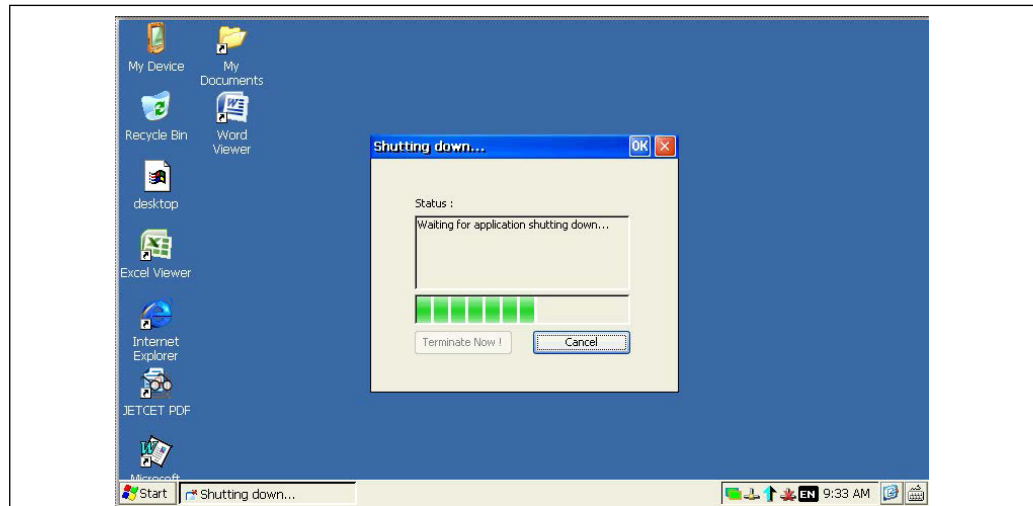 My Device
My
Documents
Recycle Bin
Word
Viewer
desktop
Excel Viewer
Internet
Explorer
JETCET PDF
Microsoft
Shutting down...
OK
Status :
Waiting for application shutting down...
Terminate Now !
Cancel
Start
Shutting down...
EN
9:33 AM